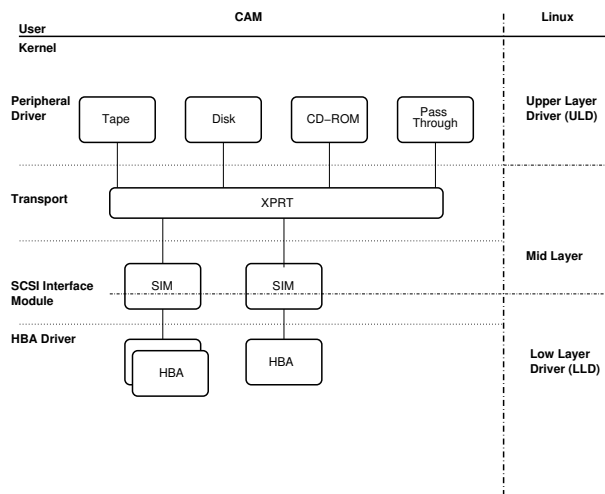 CAM
Linux
User
Kernel
Peripheral
Driver
Tape
Disk
CD−ROM
Pass
Through
Upper Layer
Driver (ULD)
Transport
XPRT
Mid Layer
SCSI Interface
Module
SIM
SIM
HBA Driver
HBA
HBA
Low Layer
Driver (LLD)